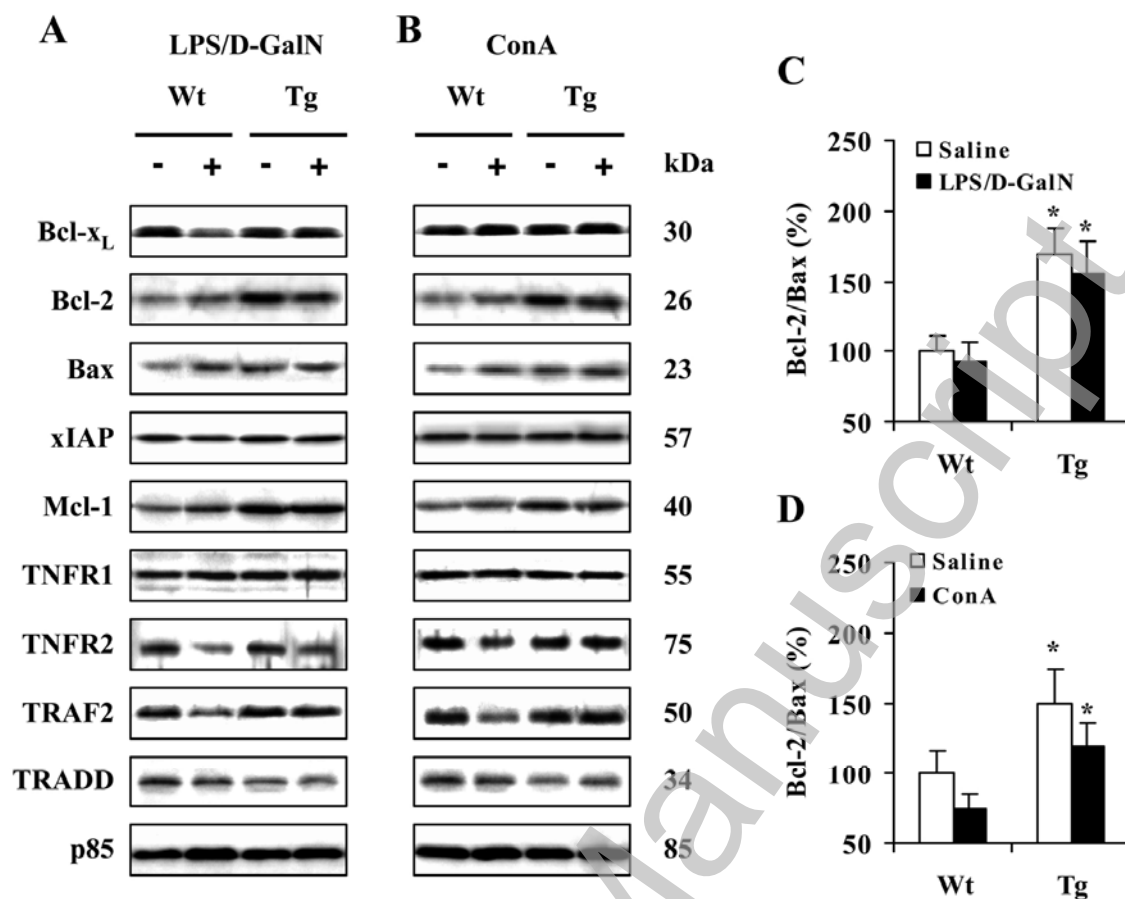 A
LPS/D-GalN
Wt Tg
- + - +
B
ConA
Wt Tg
- + - +
kDa
Bcl-xL 30
Bcl-2 26
Bax 23
xIAP 57
Mcl-1 40
TNFR1 55
TNFR2 75
TRAF2 50
TRADD 34
p85 85
C
250
200
150
100
50
Bcl-2/Bax (%)
Saline
LPS/D-GalN
* *
Wt Tg
D
250
200
150
100
50
Bcl-2/Bax (%)
Saline
ConA
* *
Wt Tg
Manuscript